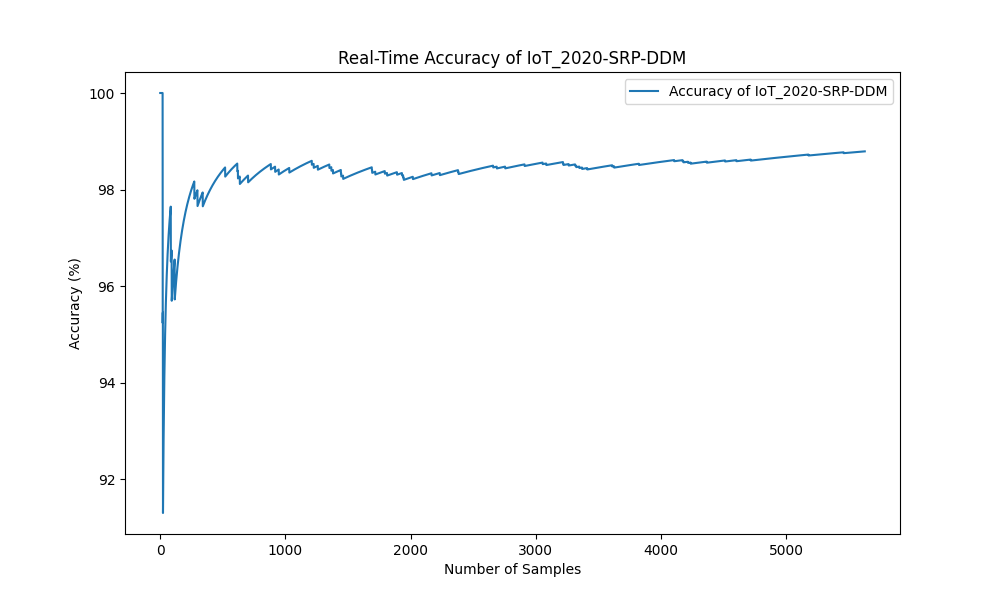 Real-Time Accuracy of IoT_2020-SRP-DDM
Accuracy of IoT_2020-SRP-DDM
100
98
96
94
92
Accuracy (%)
0 1000 2000 3000 4000 5000
Number of Samples